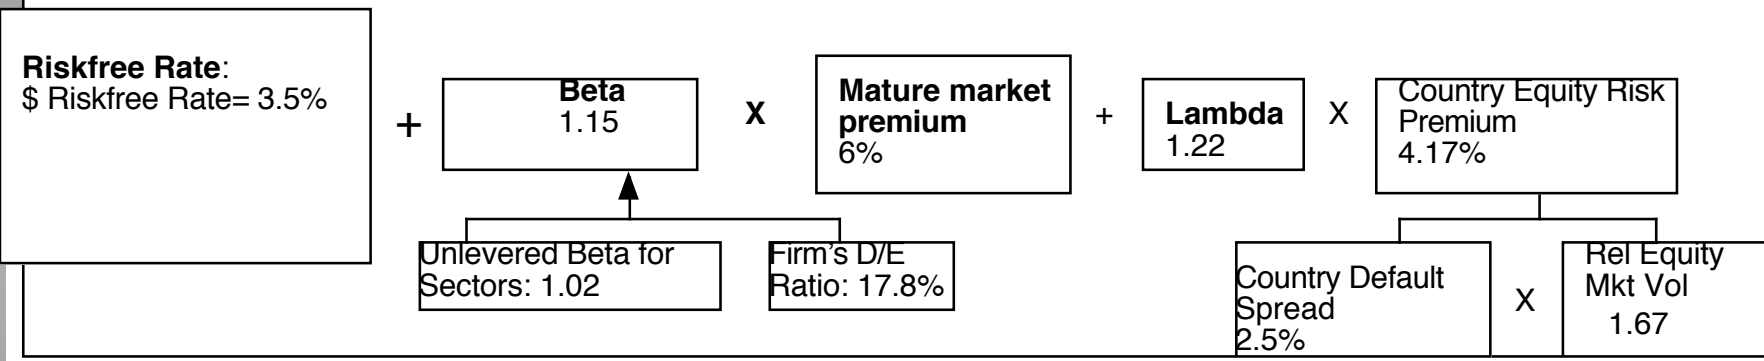 Riskfree Rate:
$ Riskfree Rate= 3.5%
+
Beta
1.15
X
Mature market
premium
6%
+
Lambda
1.22
X
Country Equity Risk
Premium
4.17%
Unlevered Beta for
Sectors: 1.02
Firm's D/E
Ratio: 17.8%
Country Default
Spread
2.5%
X
Rel Equity
Mkt Vol
1.67